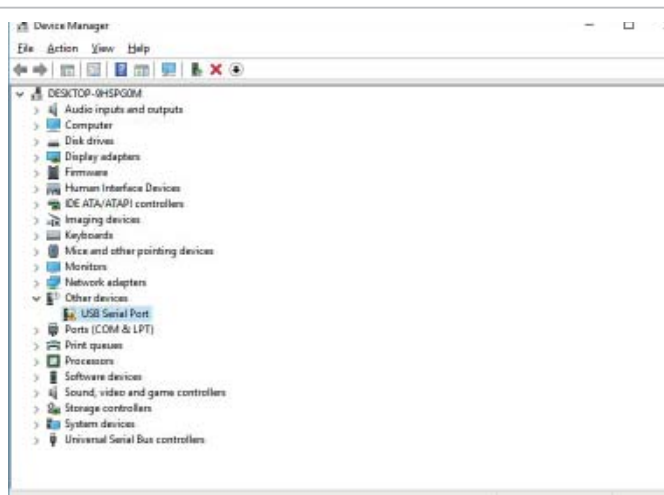 Device Manager
File Action View Help
DESKTOP-9HSPG0M
Audio inputs and outputs
Computer
Disk drives
Display adapters
Firmware
Human Interface Devices
IDE ATA/ATAPI controllers
Imaging devices
Keyboards
Mice and other pointing devices
Monitors
Network adapters
Other devices
USB Serial Port
Ports (COM & LPT)
Print queues
Processors
Software devices
Sound, video and game controllers
Storage controllers
System devices
Universal Serial Bus controllers